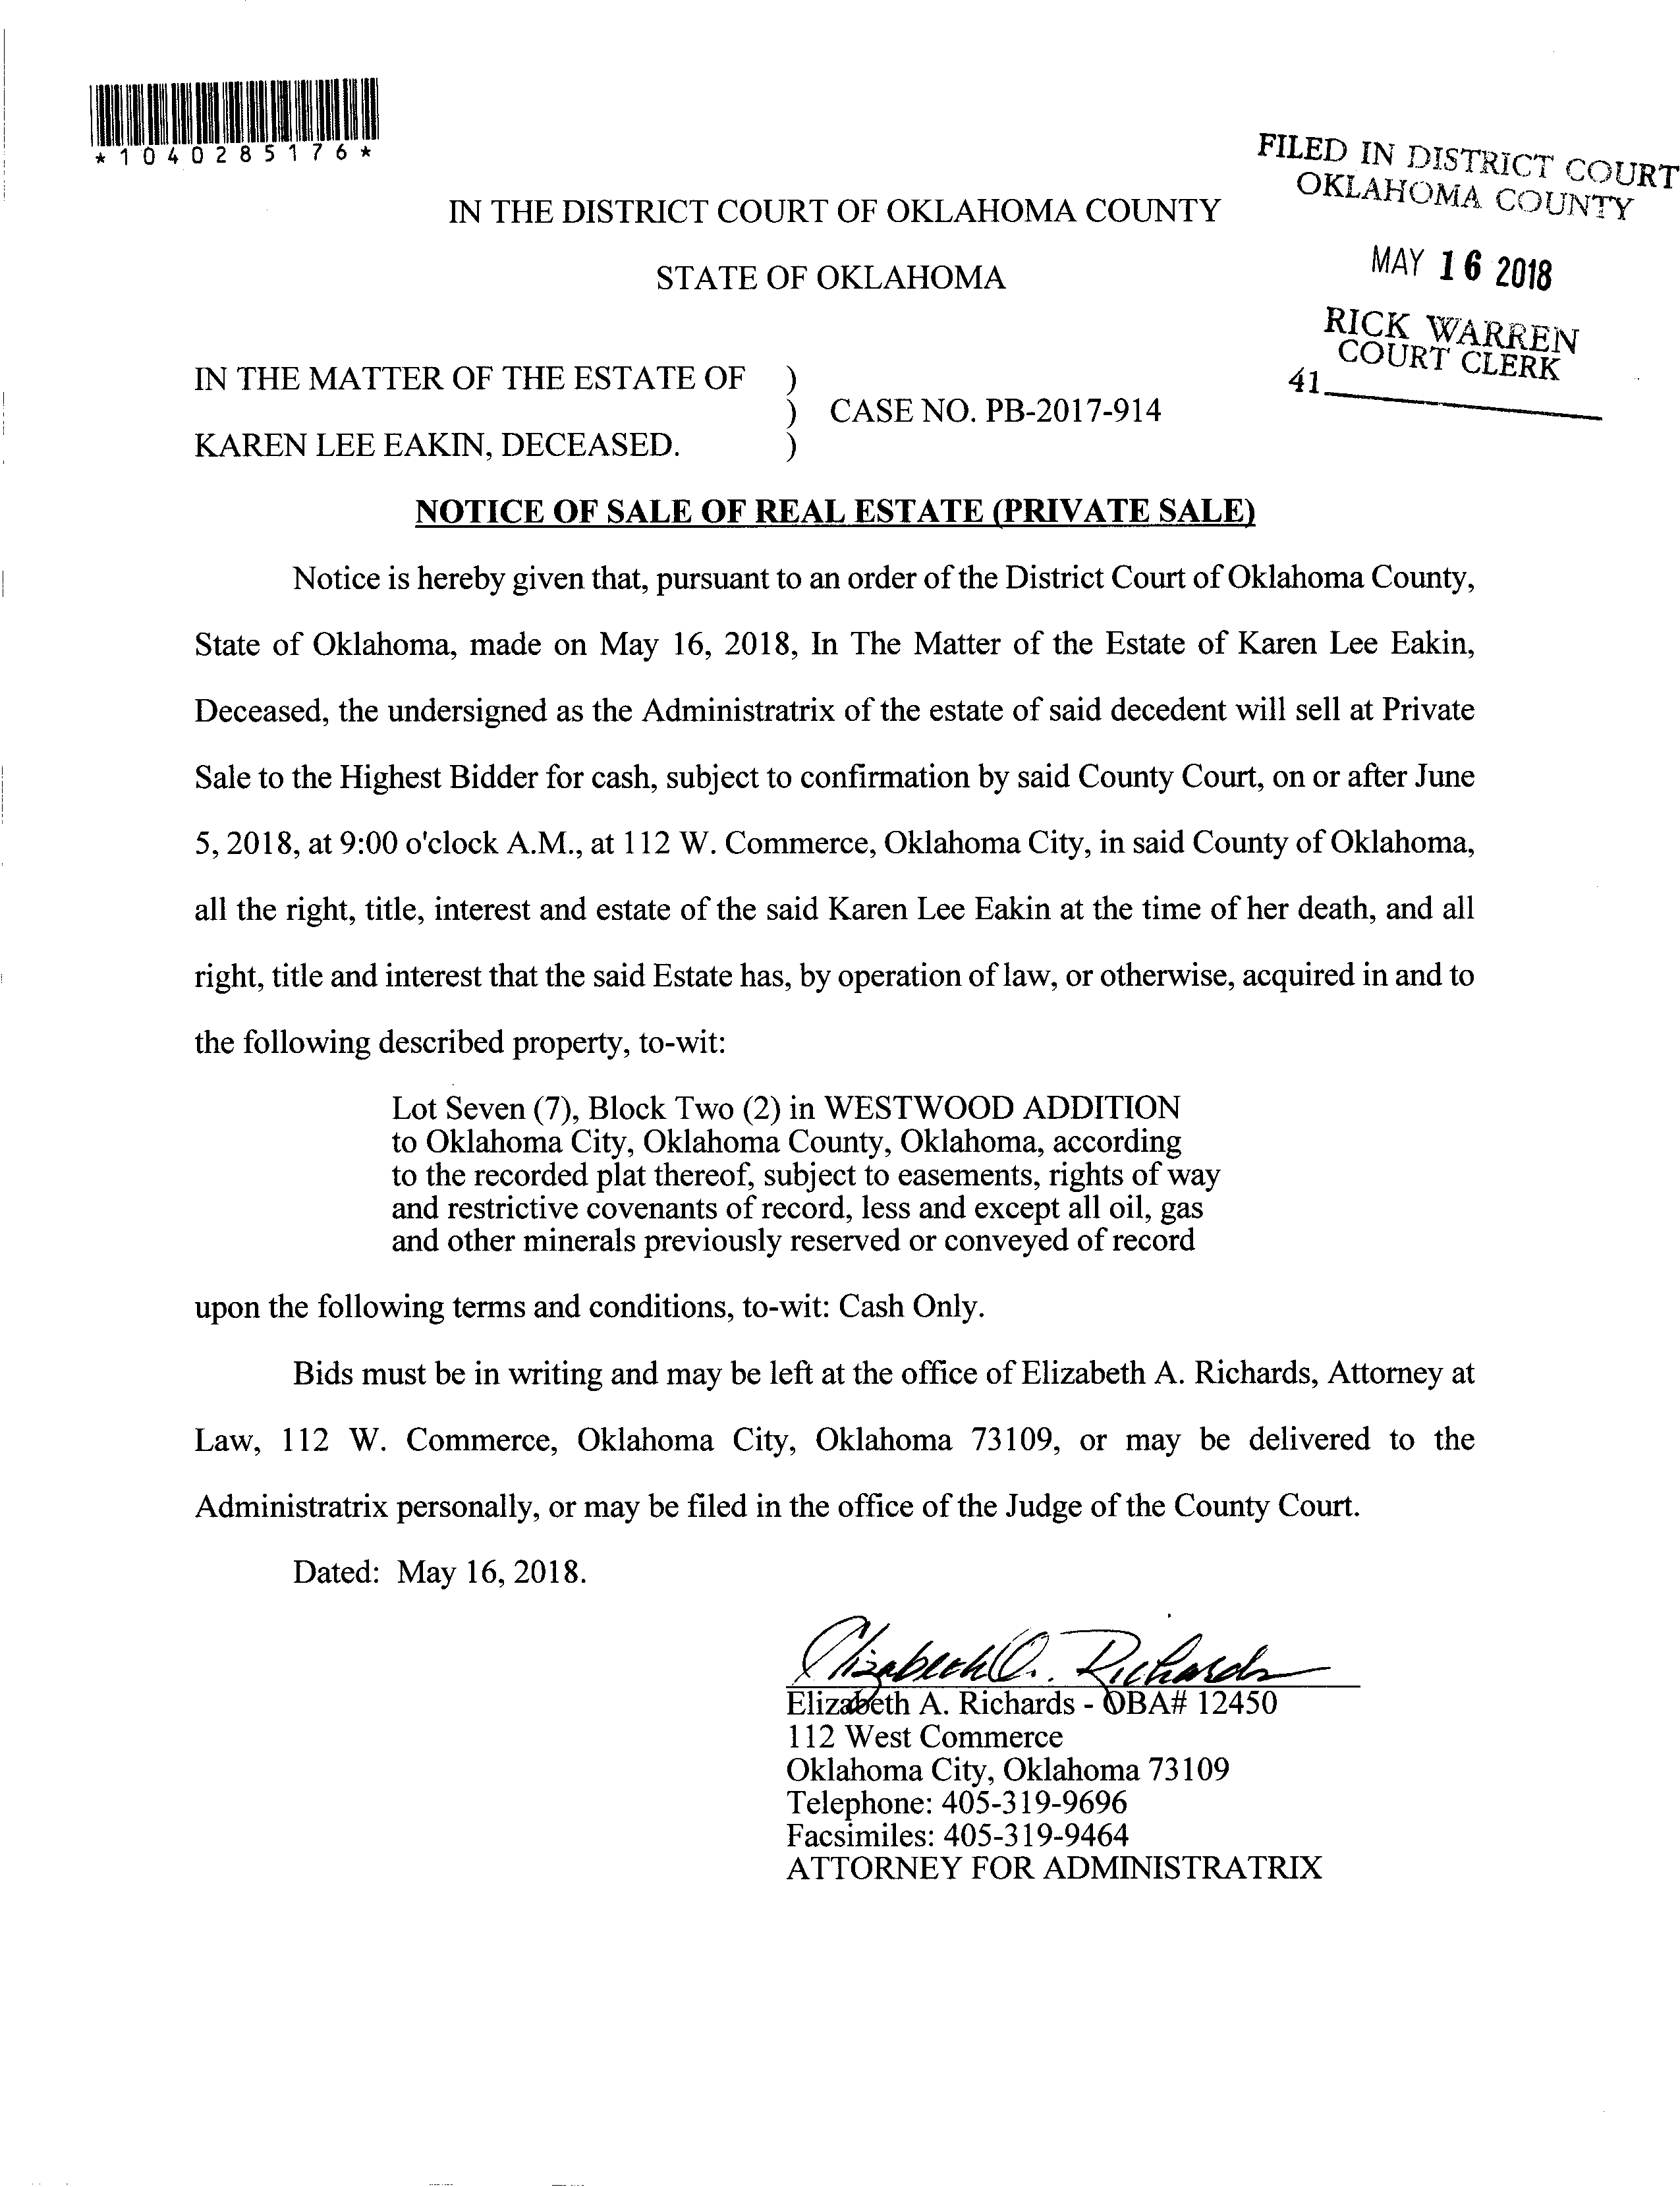 *1040285176*
FILED IN DISTRICT COURT
OKLAHOMA COUNTY
MAY 16 2018
RICK WARREN
COURT CLERK
41
IN THE DISTRICT COURT OF OKLAHOMA COUNTY
STATE OF OKLAHOMA
IN THE MATTER OF THE ESTATE OF )
) CASE NO. PB-2017-914
KAREN LEE EAKIN, DECEASED. )
NOTICE OF SALE OF REAL ESTATE (PRIVATE SALE)
Notice is hereby given that, pursuant to an order of the District Court of Oklahoma County,
State of Oklahoma, made on May 16, 2018, In The Matter of the Estate of Karen Lee Eakin,
Deceased, the undersigned as the Administratrix of the estate of said decedent will sell at Private
Sale to the Highest Bidder for cash, subject to confirmation by said County Court, on or after June
5, 2018, at 9:00 o'clock A.M., at 112 W. Commerce, Oklahoma City, in said County of Oklahoma,
all the right, title, interest and estate of the said Karen Lee Eakin at the time of her death, and all
right, title and interest that the said Estate has, by operation of law, or otherwise, acquired in and to
the following described property, to-wit:
Lot Seven (7), Block Two (2) in WESTWOOD ADDITION
to Oklahoma City, Oklahoma County, Oklahoma, according
to the recorded plat thereof, subject to easements, rights of way
and restrictive covenants of record, less and except all oil, gas
and other minerals previously reserved or conveyed of record
upon the following terms and conditions, to-wit: Cash Only.
Bids must be in writing and may be left at the office of Elizabeth A. Richards, Attorney at
Law, 112 W. Commerce, Oklahoma City, Oklahoma 73109, or may be delivered to the
Administratrix personally, or may be filed in the office of the Judge of the County Court.
Dated: May 16, 2018.
Elizabeth A. Richards
Elizabeth A. Richards - OBA# 12450
112 West Commerce
Oklahoma City, Oklahoma 73109
Telephone: 405-319-9696
Facsimiles: 405-319-9464
ATTORNEY FOR ADMINISTRATRIX